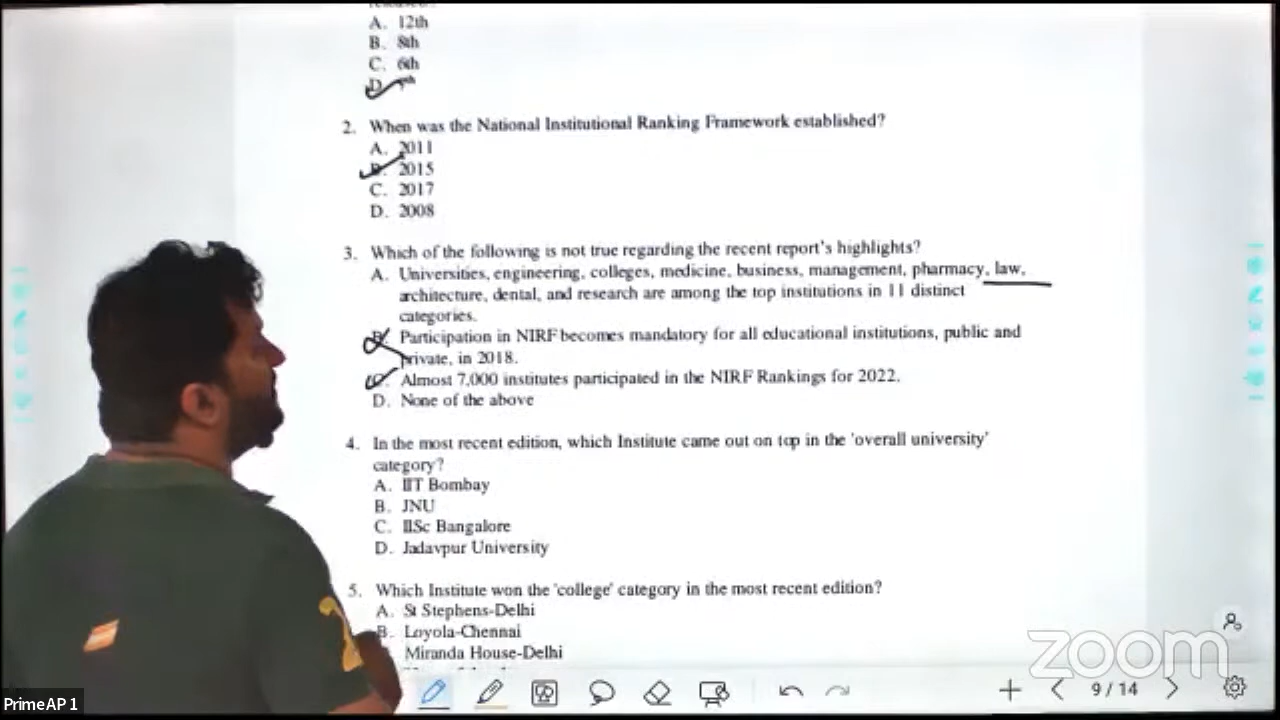 A. 12th
B. 8th
C. 6th
D.
2. When was the National Institutional Ranking Framework established?
A. 2011
B. 2015
C. 2017
D. 2008
3. Which of the following is not true regarding the recent report's highlights?
A. Universities, engineering, colleges, medicine, business, management, pharmacy, law,
architecture, dental, and research are among the top institutions in 11 distinct
categories.
Participation in NIRF becomes mandatory for all educational institutions, public and
private, in 2018.
C. Almost 7,000 institutes participated in the NIRF Rankings for 2022.
D. None of the above
4. In the most recent edition, which Institute came out on top in the 'overall university'
category?
A. IIT Bombay
B. JNU
C. IISc Bangalore
D. Jadavpur University
5. Which Institute won the 'college' category in the most recent edition?
A. St Stephens-Delhi
B. Loyola-Chennai
Miranda House-Delhi
zoom
9 / 14
PrimeAP 1